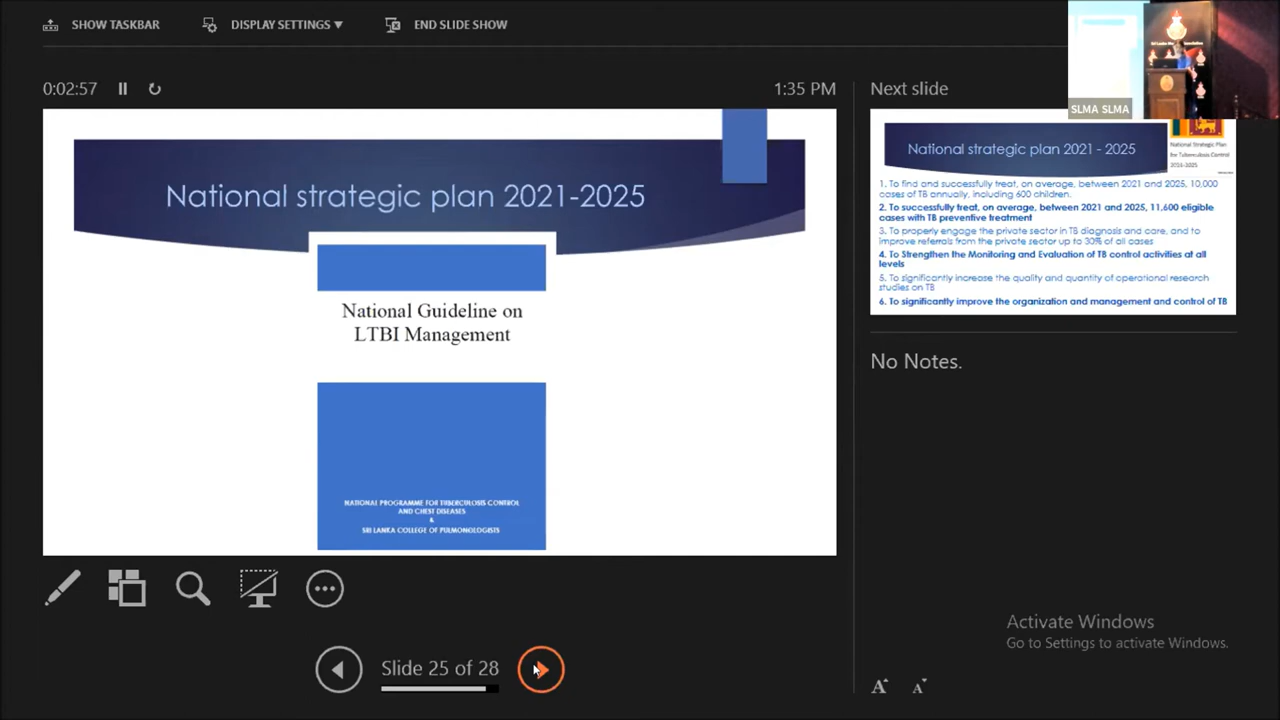 SHOW TASKBAR
DISPLAY SETTINGS ▼
END SLIDE SHOW
0:02:57
1:35 PM
National strategic plan 2021-2025
National Guideline on
LTBI Management
NATIONAL PROGRAMME FOR TUBERCULOSIS CONTROL
AND CHEST DISEASES
&
SRI LANKA COLLEGE OF PULMONOLOGISTS
Slide 25 of 28
SLMA SLMA
Next slide
National strategic plan 2021 - 2025
National Strategic Plan
for Tuberculosis Control
1. To find and successfully treat, on average, between 2021 and 2025, 10,000
cases of TB annually, including 600 children.
2. To successfully treat, on average, between 2021 and 2025, 11,600 eligible
cases with TB preventive treatment
3. To properly engage the private sector in TB diagnosis and care, and to
improve referrals from the private sector up to 30% of all cases
4. To Strengthen the Monitoring and Evaluation of TB control activities at all
levels
5. To significantly increase the quality and quantity of operational research
studies on TB
6. To significantly improve the organization and management and control of TB
No Notes.
Activate Windows
Go to Settings to activate Windows.
A A